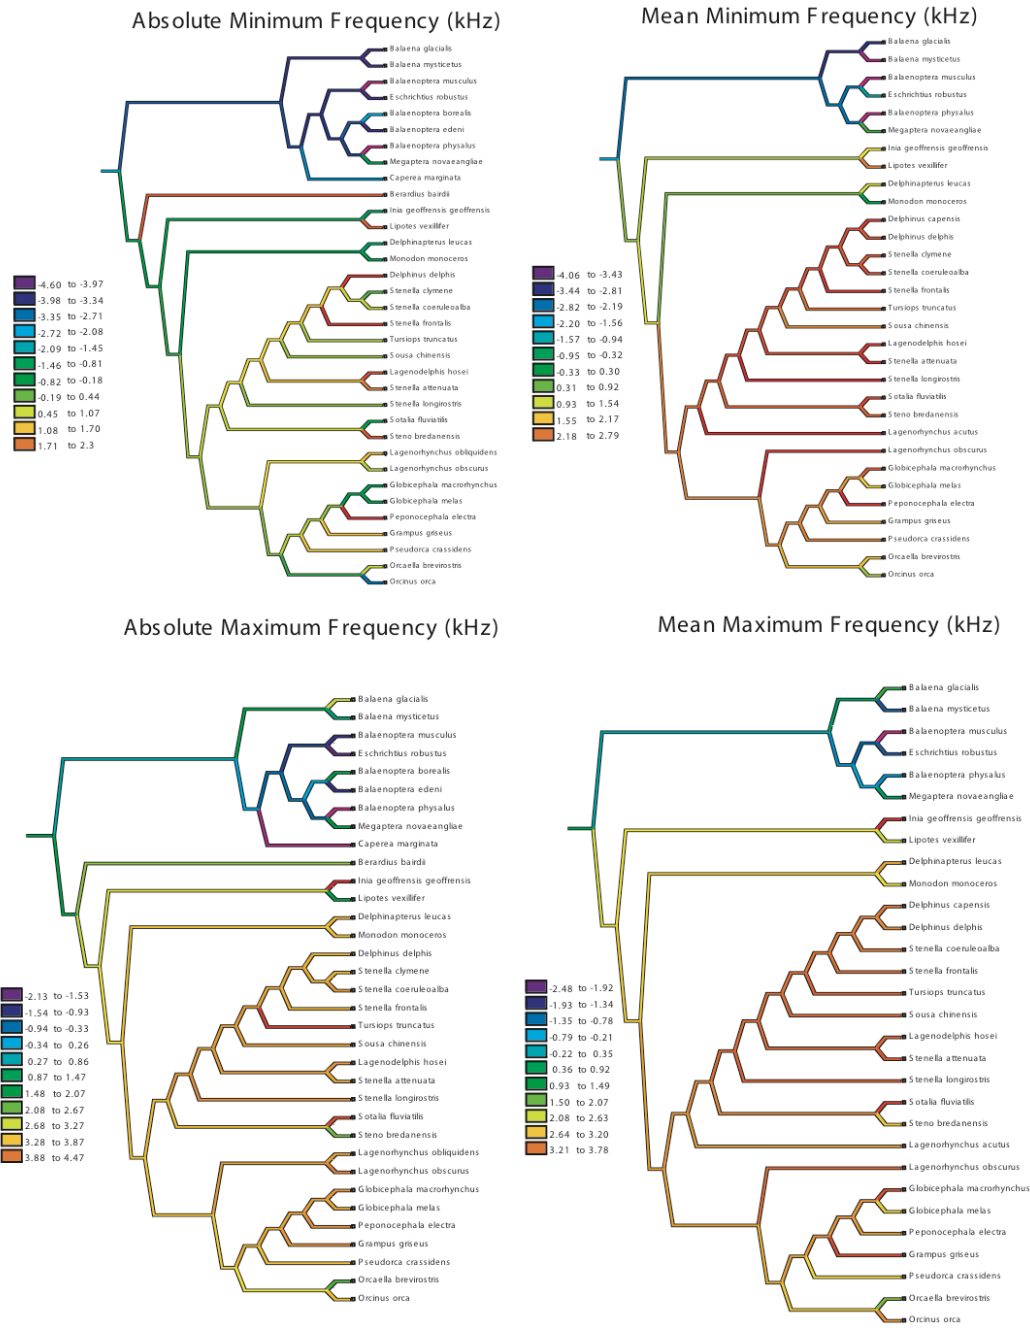 Absolute Minimum Frequency (kHz)
Balaena glacialis
Balaena mysticetus
Balaenoptera musculus
Eschrichtius robustus
Balaenoptera borealis
Balaenoptera edeni
Balaenoptera physalus
Megaptera novaeangliae
Caperea marginata
Berardius bairdii
Inia geoffrensis geoffrensis
Lipotes vexillifer
Delphinapterus leucas
Monodon monoceros
Delphinus delphis
Stenella clymene
Stenella coeruleoalba
Stenella frontalis
Tursiops truncatus
Sousa chinensis
Lagenodelphis hosei
Stenella attenuata
Stenella longirostris
Sotalia fluviatilis
Steno bredanensis
Lagenorhynchus obliquidens
Lagenorhynchus obscurus
Globicephala macrorhynchus
Globicephala melas
Peponocephala electra
Grampus griseus
Pseudorca crassidens
Orcaella brevirostris
Orcinus orca
-4.60 to -3.97
-3.98 to -3.34
-3.35 to -2.71
-2.72 to -2.08
-2.09 to -1.45
-1.46 to -0.81
-0.82 to -0.18
-0.19 to 0.44
0.45 to 1.07
1.08 to 1.70
1.71 to 2.3
Mean Minimum Frequency (kHz)
Balaena glacialis
Balaena mysticetus
Balaenoptera musculus
Eschrichtius robustus
Balaenoptera physalus
Megaptera novaeangliae
Inia geoffrensis geoffrensis
Lipotes vexillifer
Delphinapterus leucas
Monodon monoceros
Delphinus capensis
Delphinus delphis
Stenella clymene
Stenella coeruleoalba
Stenella frontalis
Tursiops truncatus
Sousa chinensis
Lagenodelphis hosei
Stenella attenuata
Stenella longirostris
Sotalia fluviatilis
Steno bredanensis
Lagenorhynchus acutus
Lagenorhynchus obscurus
Globicephala macrorhynchus
Globicephala melas
Peponocephala electra
Grampus griseus
Pseudorca crassidens
Orcaella brevirostris
Orcinus orca
-4.06 to -3.43
-3.44 to -2.81
-2.82 to -2.19
-2.20 to -1.56
-1.57 to -0.94
-0.95 to -0.32
-0.33 to 0.30
0.31 to 0.92
0.93 to 1.54
1.55 to 2.17
2.18 to 2.79
Absolute Maximum Frequency (kHz)
Balaena glacialis
Balaena mysticetus
Balaenoptera musculus
Eschrichtius robustus
Balaenoptera borealis
Balaenoptera edeni
Balaenoptera physalus
Megaptera novaeangliae
Caperea marginata
Berardius bairdii
Inia geoffrensis geoffrensis
Lipotes vexillifer
Delphinapterus leucas
Monodon monoceros
Delphinus delphis
Stenella clymene
Stenella coeruleoalba
Stenella frontalis
Tursiops truncatus
Sousa chinensis
Lagenodelphis hosei
Stenella attenuata
Stenella longirostris
Sotalia fluviatilis
Steno bredanensis
Lagenorhynchus obliquidens
Lagenorhynchus obscurus
Globicephala macrorhynchus
Globicephala melas
Peponocephala electra
Grampus griseus
Pseudorca crassidens
Orcaella brevirostris
Orcinus orca
-2.13 to -1.53
-1.54 to -0.93
-0.94 to -0.33
-0.34 to 0.26
0.27 to 0.86
0.87 to 1.47
1.48 to 2.07
2.08 to 2.67
2.68 to 3.27
3.28 to 3.87
3.88 to 4.47
Mean Maximum Frequency (kHz)
Balaena glacialis
Balaena mysticetus
Balaenoptera musculus
Eschrichtius robustus
Balaenoptera physalus
Megaptera novaeangliae
Inia geoffrensis geoffrensis
Lipotes vexillifer
Delphinapterus leucas
Monodon monoceros
Delphinus capensis
Delphinus delphis
Stenella coeruleoalba
Stenella frontalis
Tursiops truncatus
Sousa chinensis
Lagenodelphis hosei
Stenella attenuata
Stenella longirostris
Sotalia fluviatilis
Steno bredanensis
Lagenorhynchus acutus
Lagenorhynchus obscurus
Globicephala macrorhynchus
Globicephala melas
Peponocephala electra
Grampus griseus
Pseudorca crassidens
Orcaella brevirostris
Orcinus orca
-2.48 to -1.92
-1.93 to -1.34
-1.35 to -0.78
-0.79 to -0.21
-0.22 to 0.35
0.36 to 0.92
0.93 to 1.49
1.50 to 2.07
2.08 to 2.63
2.64 to 3.20
3.21 to 3.78